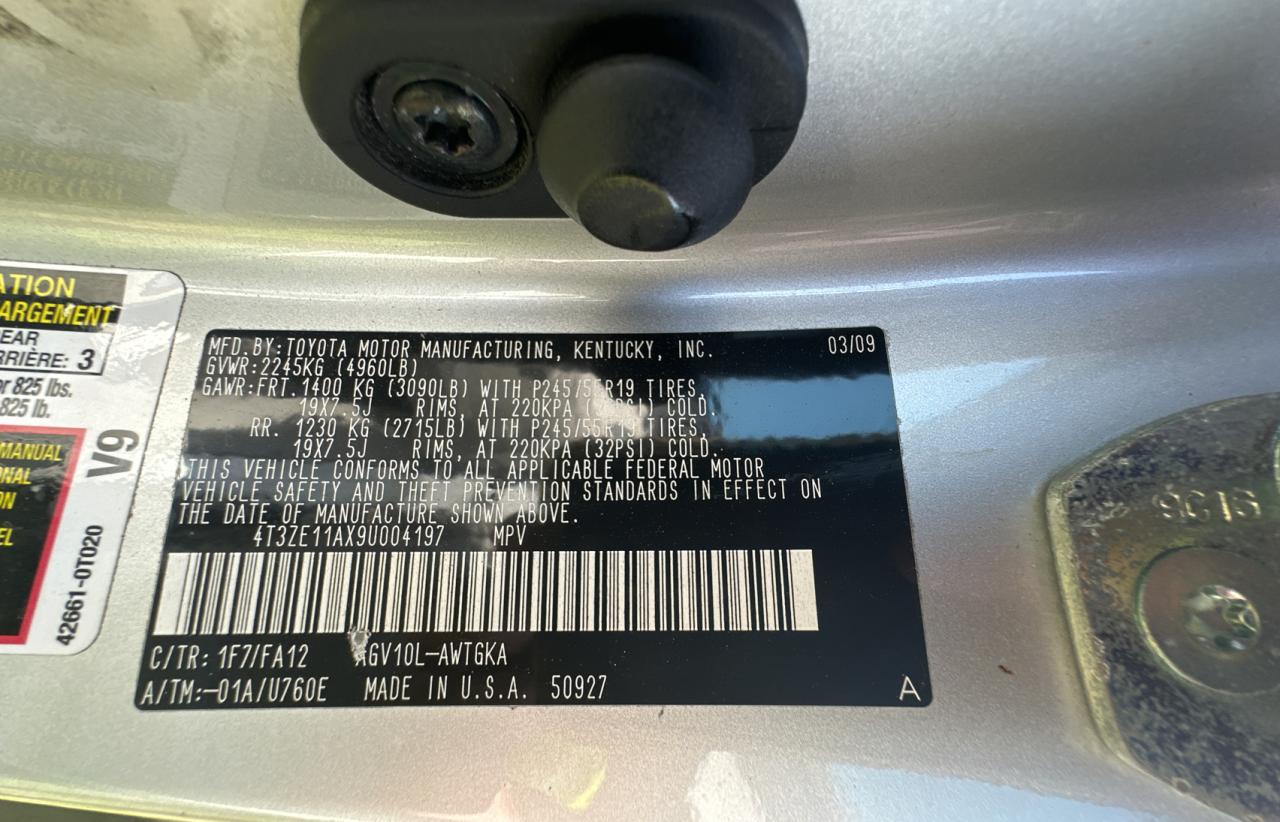 ATION
ARGEMENT
EAR
RRIÈRE: 3
or 825 lbs.
825 lb.
MANUAL
ONAL
ON
EL
V9
42661-0T020
MFD.BY:TOYOTA MOTOR MANUFACTURING, KENTUCKY, INC. 03/09
GVWR:2245KG (4960LB)
GAWR:FRT. 1400 KG (3090LB) WITH P245/55R19 TIRES,
19X7.5J RIMS, AT 220KPA (32PSI) COLD.
RR. 1230 KG (2715LB) WITH P245/55R19 TIRES,
19X7.5J RIMS, AT 220KPA (32PSI) COLD.
THIS VEHICLE CONFORMS TO ALL APPLICABLE FEDERAL MOTOR
VEHICLE SAFETY AND THEFT PREVENTION STANDARDS IN EFFECT ON
THE DATE OF MANUFACTURE SHOWN ABOVE.
4T3ZE11AX9U004197 MPV
C/TR: 1F7/FA12 AGV10L-AWTGKA
A/TM:-01A/U760E MADE IN U.S.A. 50927 A